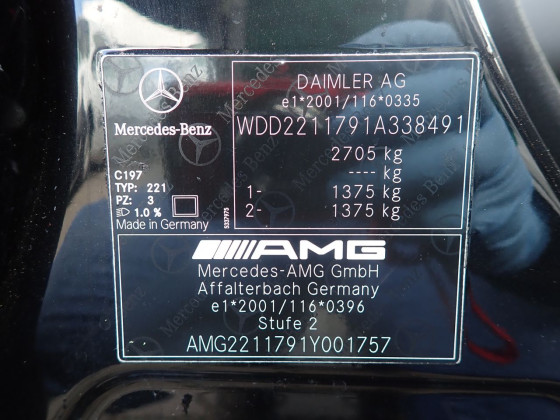 Mercedes-Benz
C197
TYP: 221
PZ: 3
1.0 %
Made in Germany
5337975
DAIMLER AG
e1*2001/116*0335
WDD2211791A338491
2705 kg
---- kg
1- 1375 kg
2- 1375 kg
AMG
Mercedes-AMG GmbH
Affalterbach Germany
e1*2001/116*0396
Stufe 2
AMG2211791Y001757